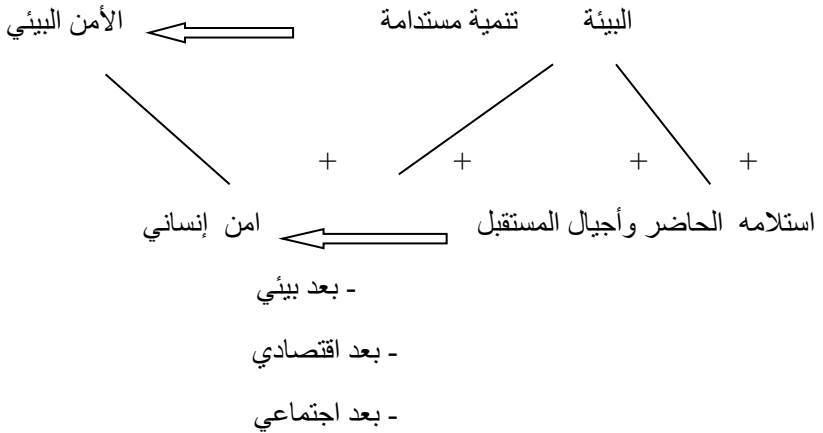 البيئة تنمية مستدامة الأمن البيئي
+ + + +
استلامه الحاضر وأجيال المستقبل امن إنساني
- بعد بيئي
- بعد اقتصادي
- بعد اجتماعي